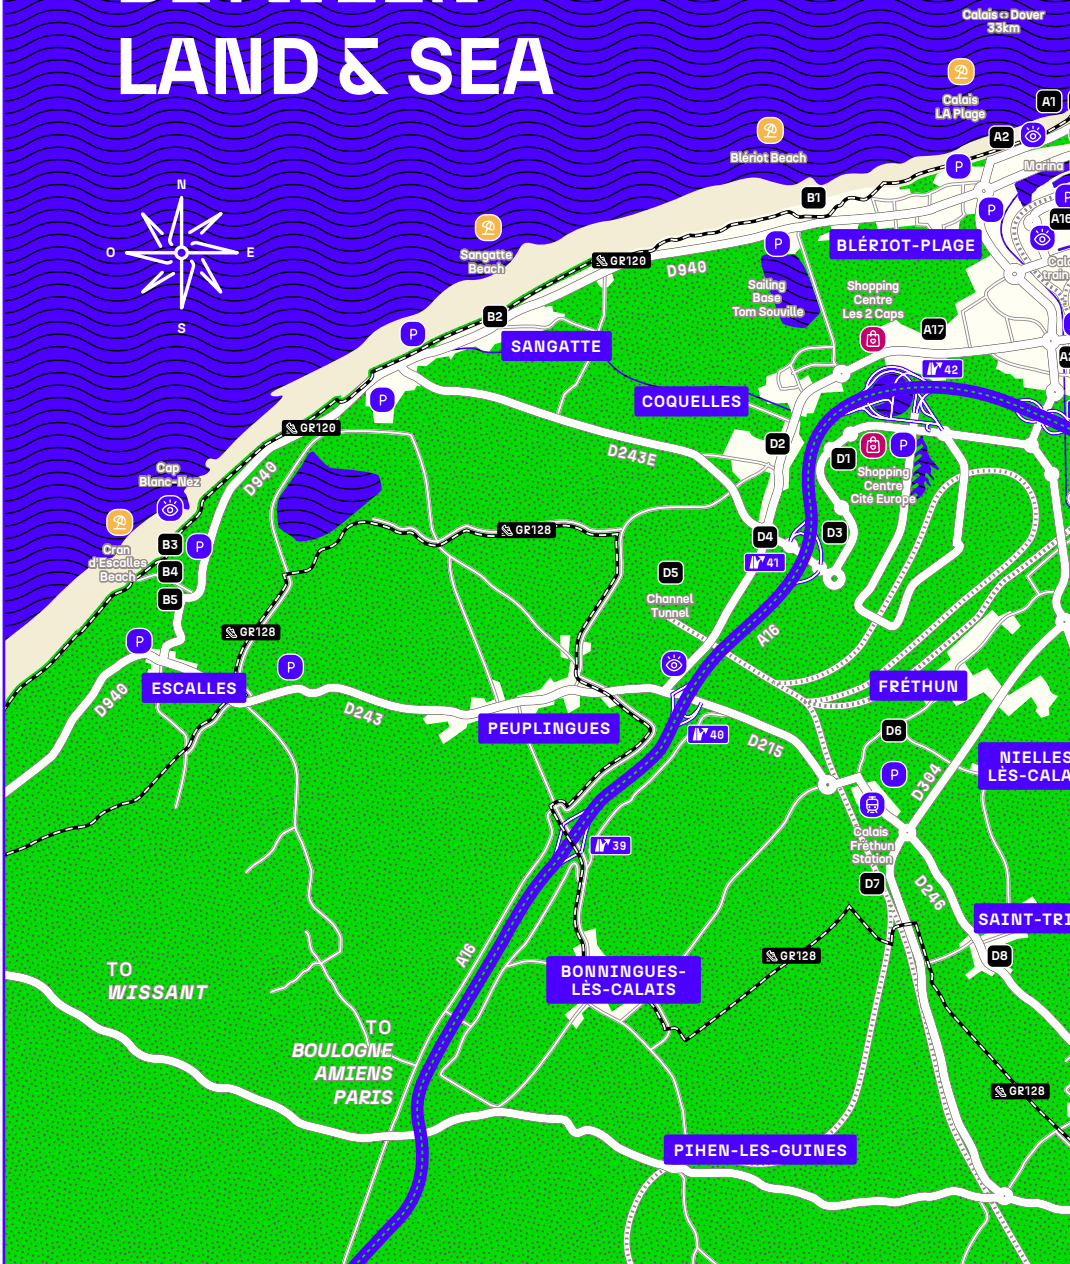 LAND & SEA
Calais ⇔ Dover
33km
Calais
LA Plage
A1
A2
P
Marina
Blériot Beach
B1
P
P
A16
N
O
E
S
Sangatte
Beach
GR120
D940
P
BLÉRIOT-PLAGE
Sailing
Base
Tom Souville
Shopping
Centre
Les 2 Caps
B2
P
SANGATTE
A17
42
P
COQUELLES
GR120
D243E
D2
D1
P
Shopping
Centre
Cité Europe
Cap
Blanc-Nez
D940
Cran
d'Escalles
Beach
B3
P
B4
B5
GR128
D4
D3
41
D5
Channel
Tunnel
A16
P
GR128
P
ESCALLES
D940
D243
PEUPLINGUES
40
D215
FRÉTHUN
D6
P
D304
NIELLES
Calais
Fréthun
Station
D7
D246
39
A16
GR128
D8
BONNINGUES-
LÈS-CALAIS
TO
WISSANT
TO
BOULOGNE
AMIENS
PARIS
GR128
PIHEN-LES-GUINES